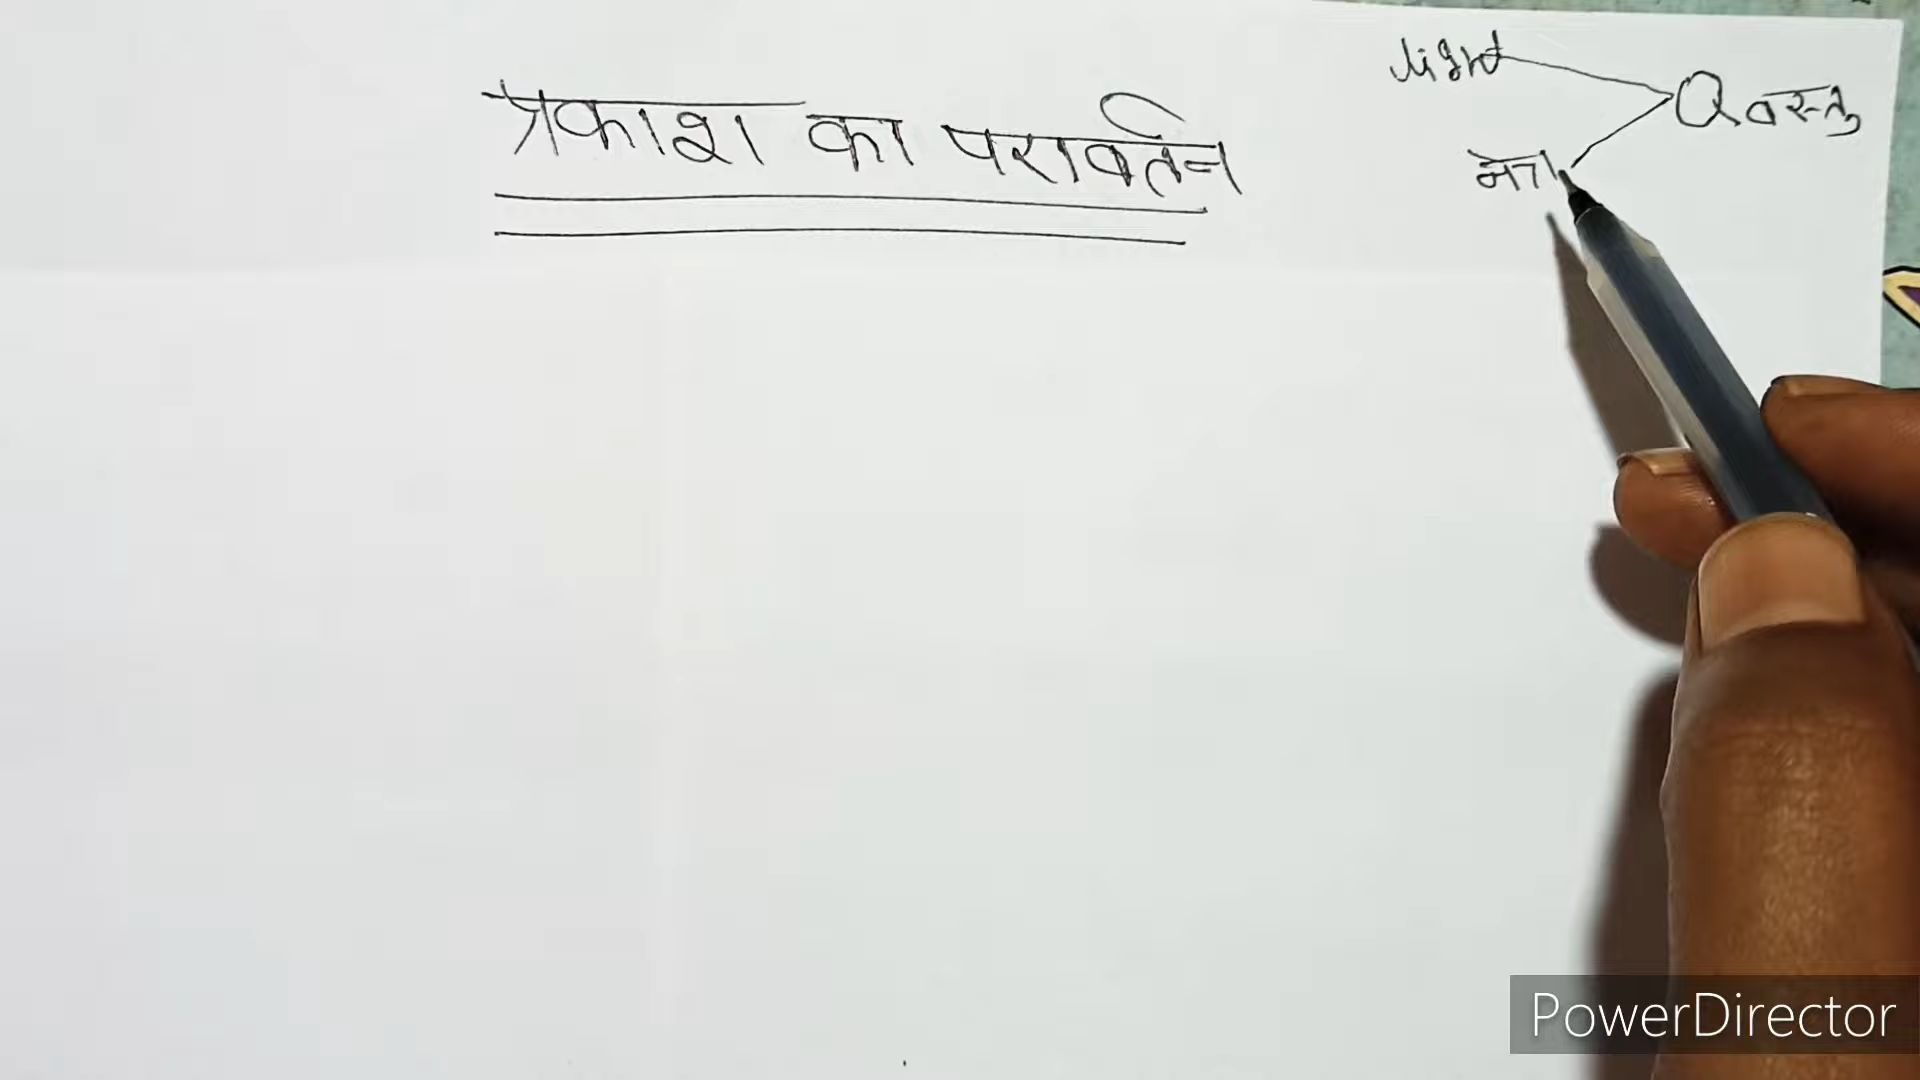 प्रकाश का परावर्तन
light
वस्तु
नेत्र
PowerDirector